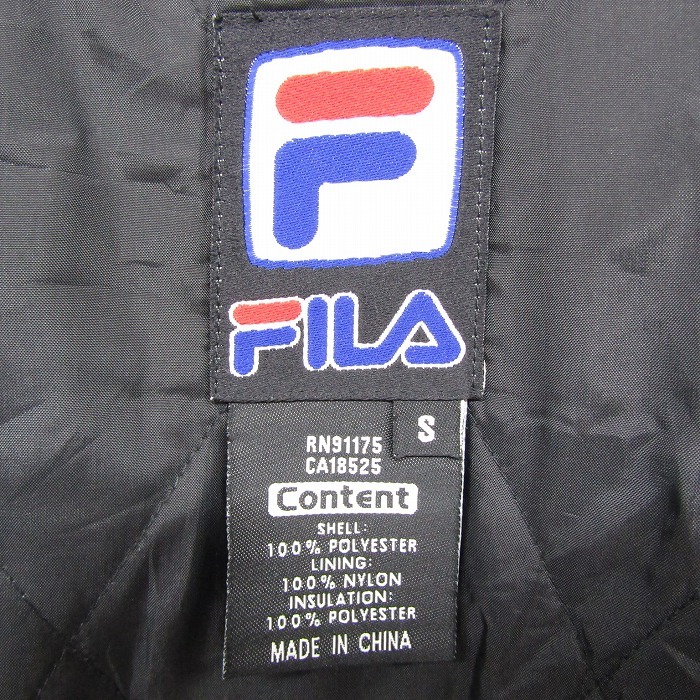 F
FILA
S
RN91175
CA18525
Content
SHELL:
100% POLYESTER
LINING:
100% NYLON
INSULATION:
100% POLYESTER
MADE IN CHINA